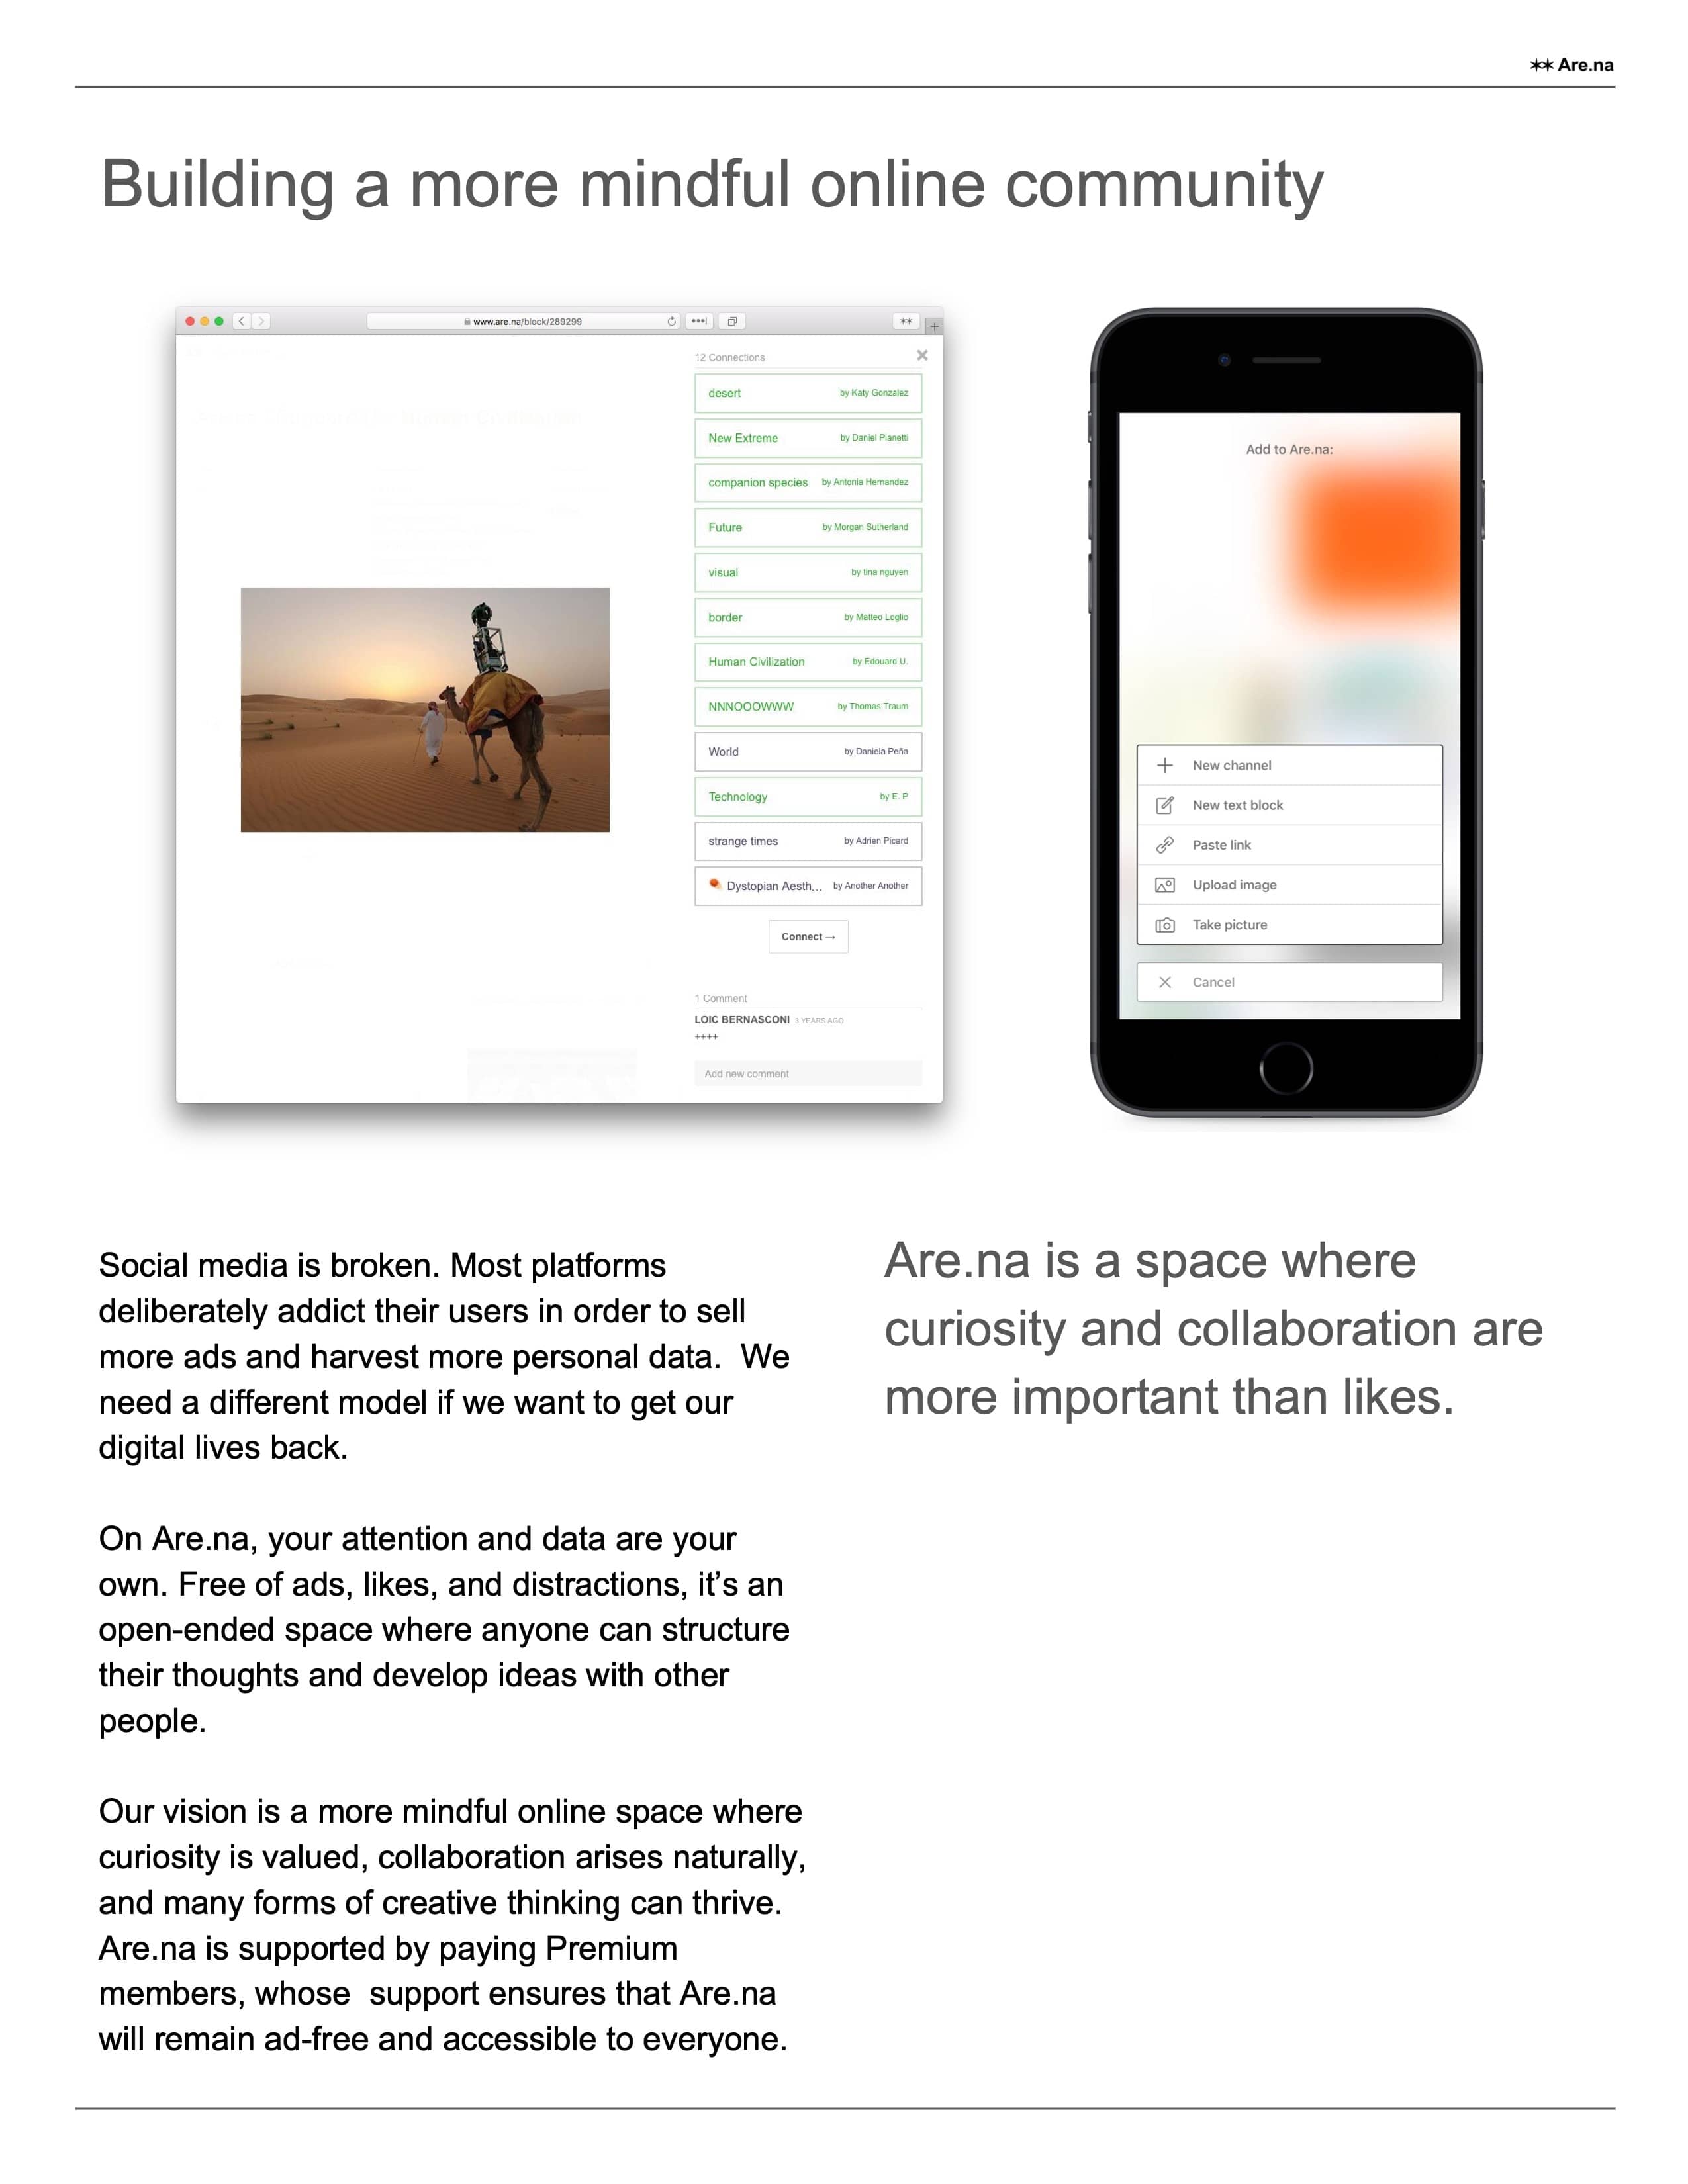 ** Are.na
Building a more mindful online community
www.are.na/block/289299
12 Connections
desert by Katy Gonzalez
New Extreme by Daniel Pianetti
companion species by Antonia Hernandez
Future by Morgan Sutherland
visual by tina nguyen
border by Matteo Loglio
Human Civilization by Édouard U.
NNNOOOWWW by Thomas Traum
World by Daniela Peña
Technology by E. P
strange times by Adrien Picard
Dystopian Aesth... by Another Another
Connect →
1 Comment
LOIC BERNASCONI 3 YEARS AGO
++++
Add new comment
Add to Are.na:
New channel
New text block
Paste link
Upload image
Take picture
Cancel
Social media is broken. Most platforms
deliberately addict their users in order to sell
more ads and harvest more personal data.  We
need a different model if we want to get our
digital lives back.
On Are.na, your attention and data are your
own. Free of ads, likes, and distractions, it’s an
open-ended space where anyone can structure
their thoughts and develop ideas with other
people.
Our vision is a more mindful online space where
curiosity is valued, collaboration arises naturally,
and many forms of creative thinking can thrive.
Are.na is supported by paying Premium
members, whose  support ensures that Are.na
will remain ad-free and accessible to everyone.
Are.na is a space where
curiosity and collaboration are
more important than likes.